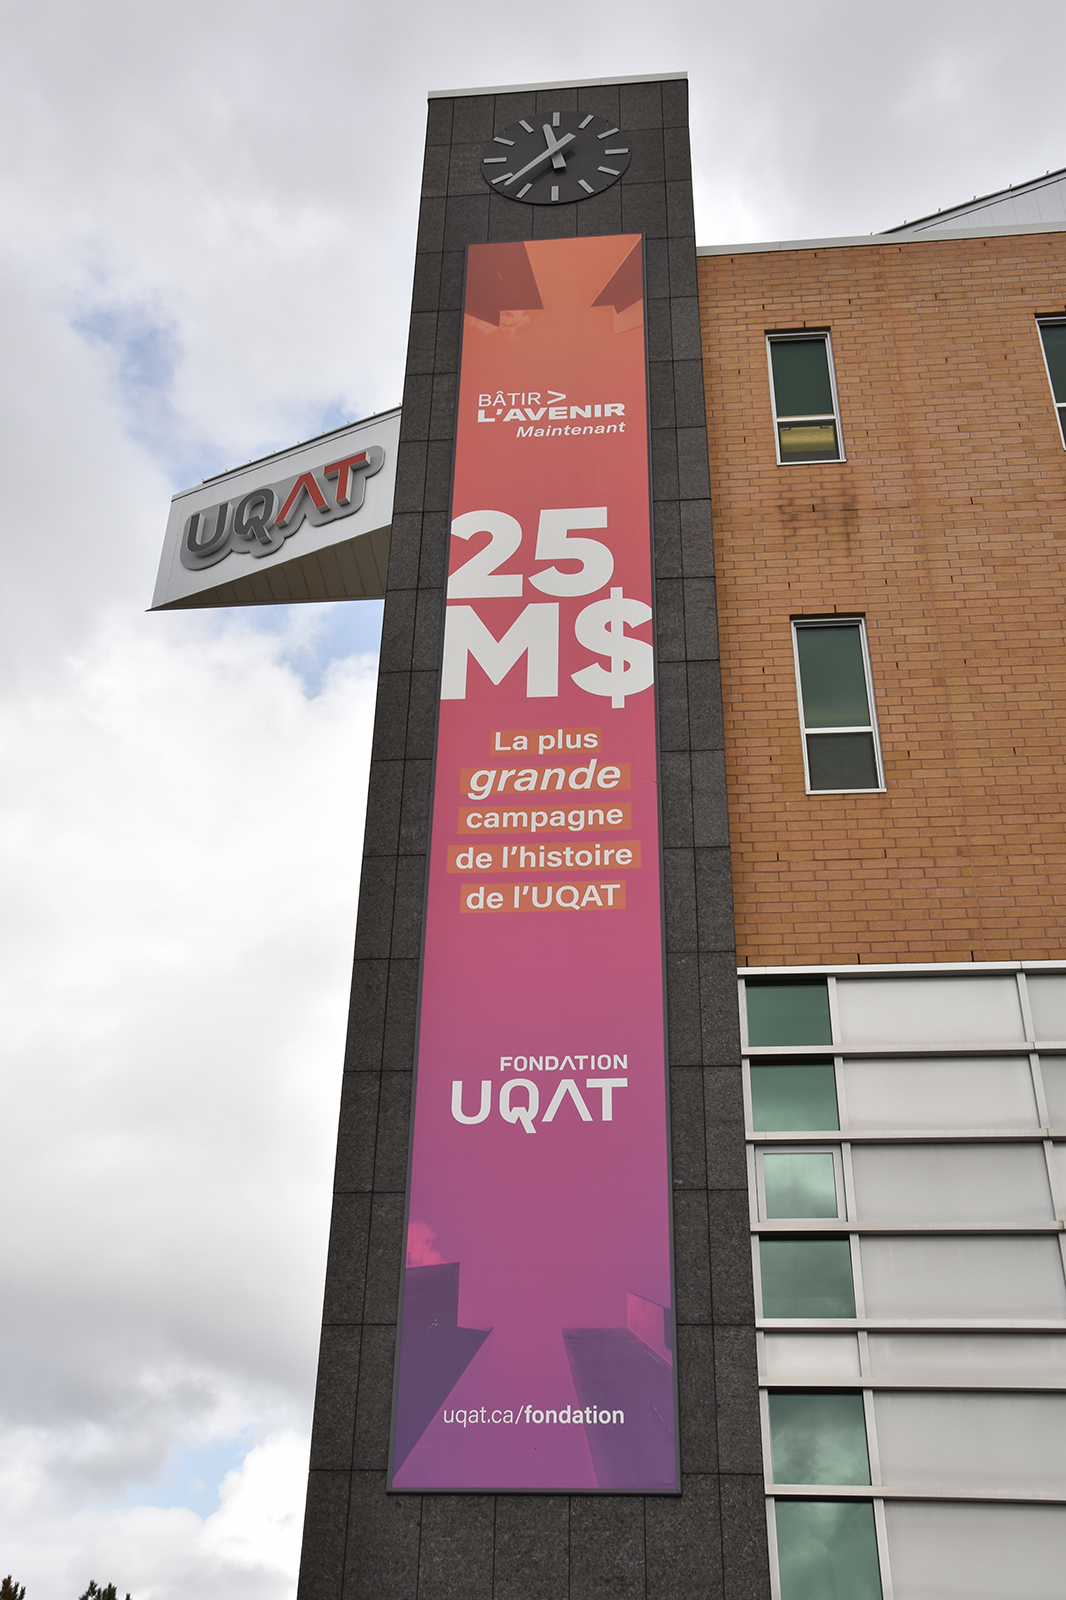 BÂTIR >
L'AVENIR
Maintenant
UQAT
25
M$
La plus
grande
campagne
de l'histoire
de l'UQAT
FONDATION
UQAT
uqat.ca/fondation